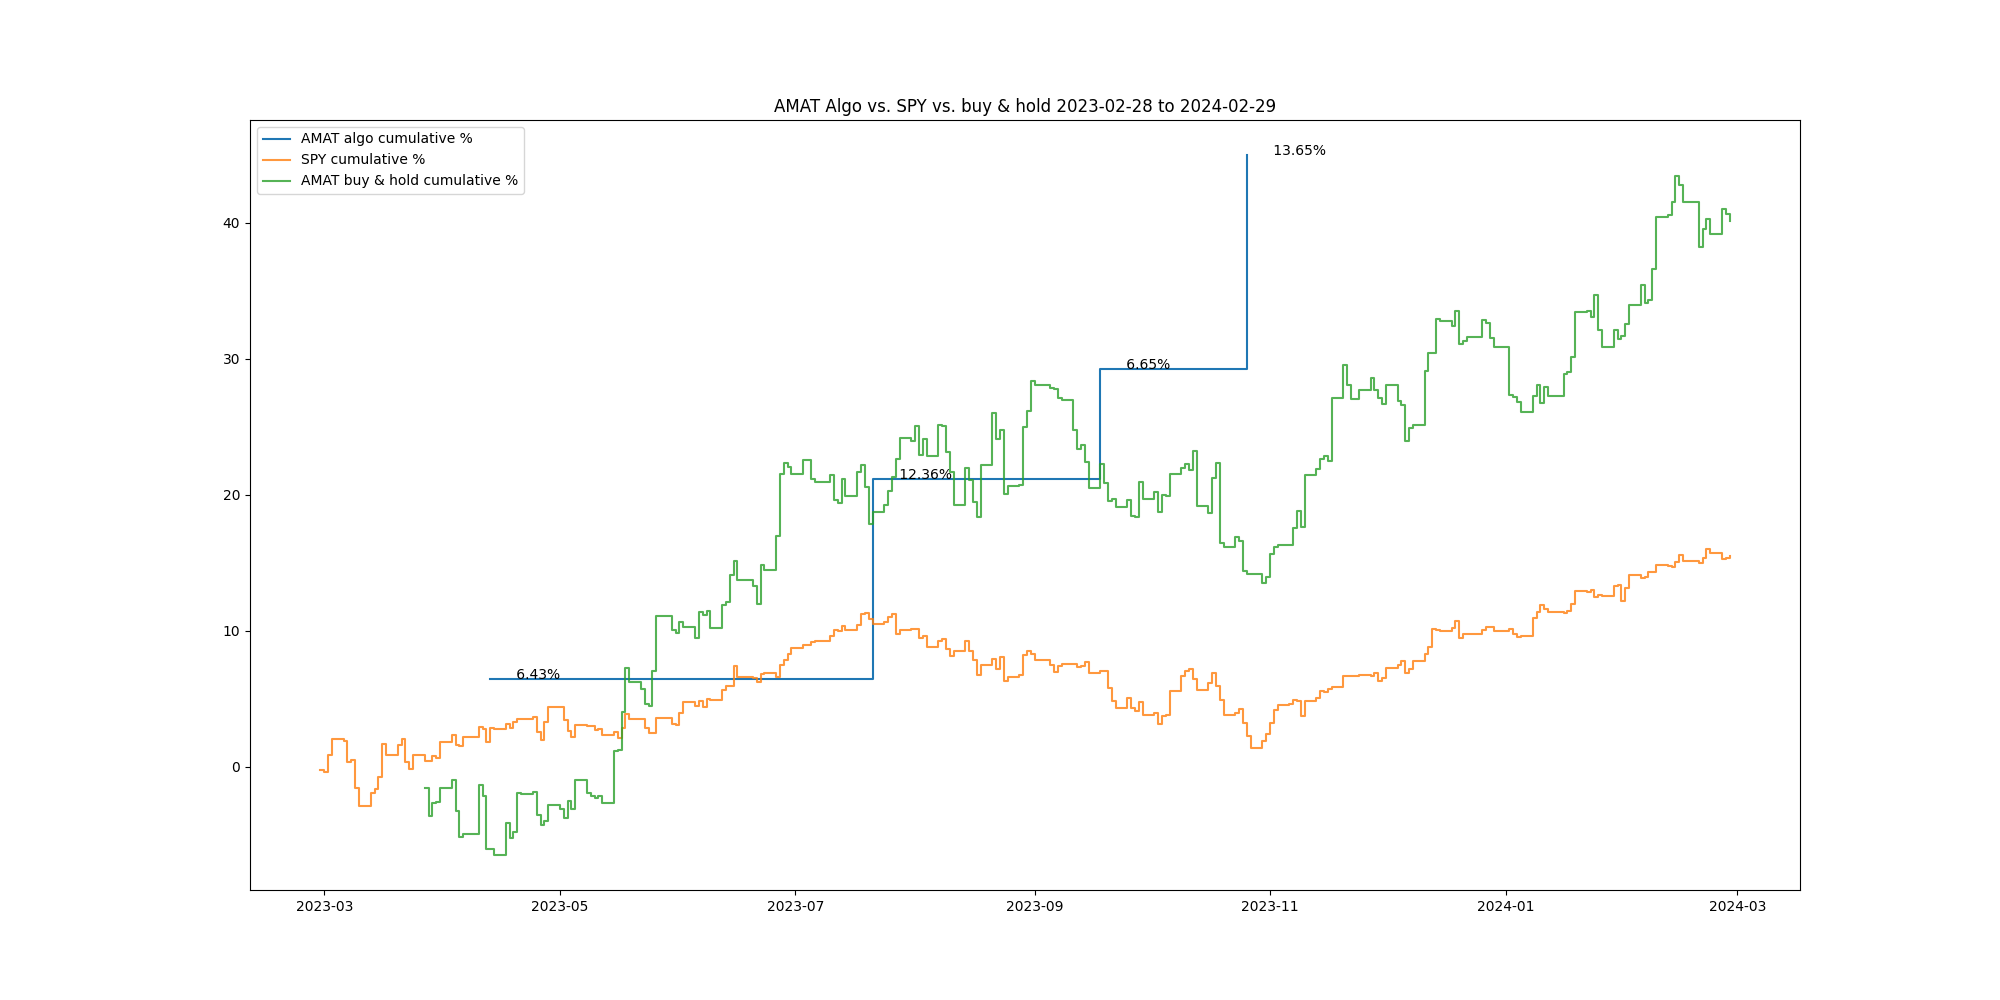 AMAT Algo vs. SPY vs. buy & hold 2023-02-28 to 2024-02-29
AMAT algo cumulative %
SPY cumulative %
AMAT buy & hold cumulative %
13.65%
40
30
6.65%
12.36%
20
10
6.43%
0
2023-03 2023-05 2023-07 2023-09 2023-11 2024-01 2024-03